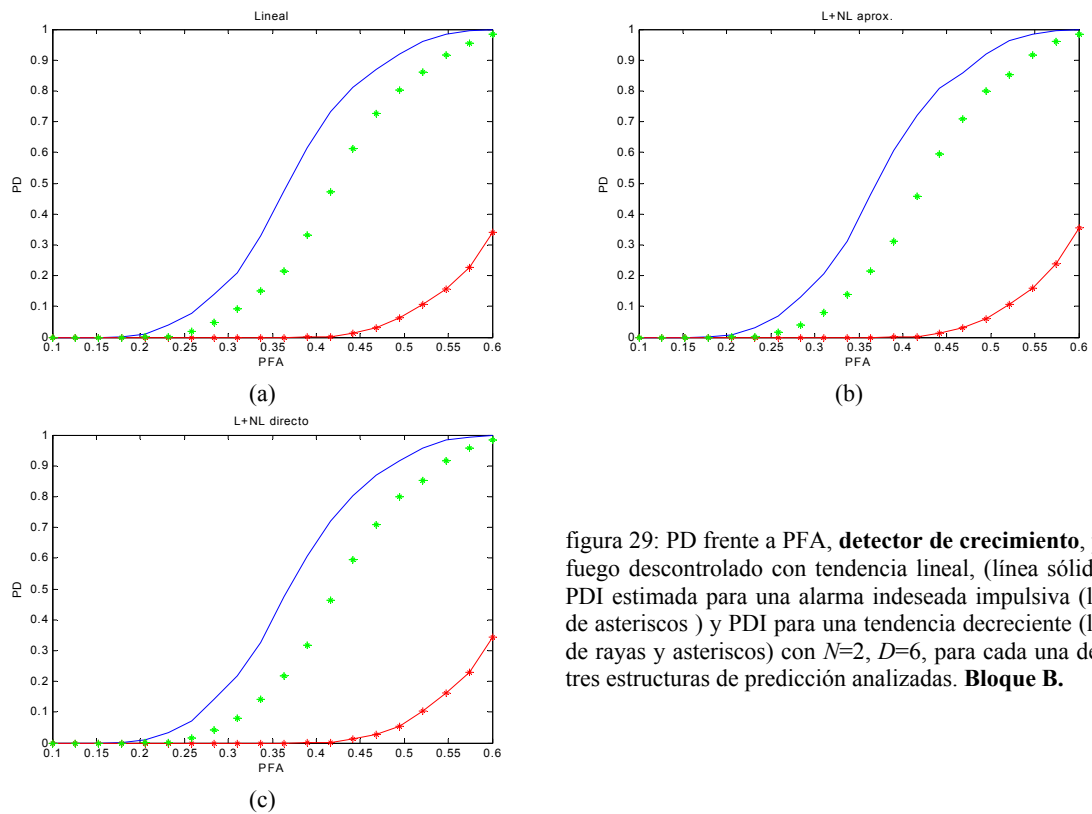 Lineal
1
0.9
0.8
0.7
0.6
0.5
0.4
0.3
0.2
0.1
0
PD
0.1 0.15 0.2 0.25 0.3 0.35 0.4 0.45 0.5 0.55 0.6
PFA
(a)
L+NL aprox.
1
0.9
0.8
0.7
0.6
0.5
0.4
0.3
0.2
0.1
0
PD
0.1 0.15 0.2 0.25 0.3 0.35 0.4 0.45 0.5 0.55 0.6
PFA
(b)
L+NL directo
1
0.9
0.8
0.7
0.6
0.5
0.4
0.3
0.2
0.1
0
PD
0.1 0.15 0.2 0.25 0.3 0.35 0.4 0.45 0.5 0.55 0.6
PFA
(c)
figura 29: PD frente a PFA, detector de crecimiento,
fuego descontrolado con tendencia lineal, (línea sólid
PDI estimada para una alarma indeseada impulsiva (l
de asteriscos ) y PDI para una tendencia decreciente (l
de rayas y asteriscos) con N=2, D=6, para cada una de
tres estructuras de predicción analizadas. Bloque B.